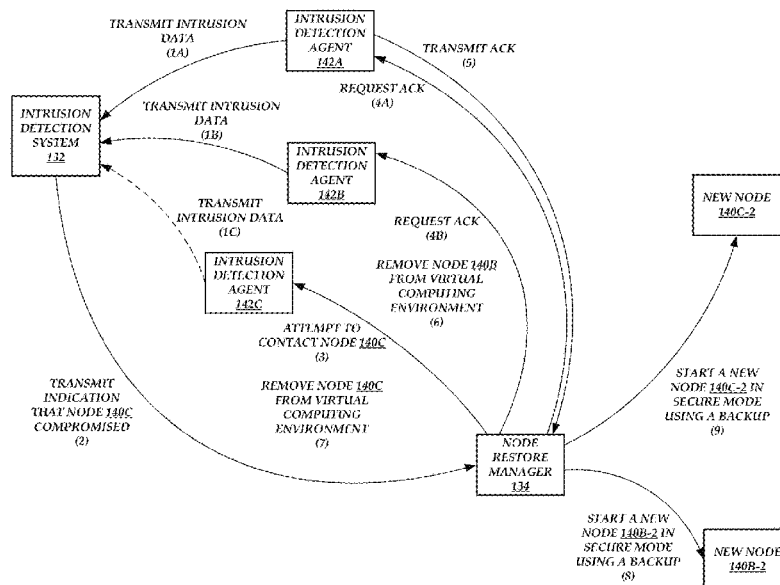 TRANSMIT INTRUSION
DATA
(1A)
INTRUSION
DETECTION
AGENT
142A
TRANSMIT ACK
(5)
REQUEST ACK
(4A)
INTRUSION
DETECTION
SYSTEM
132
TRANSMIT INTRUSION
DATA
(1B)
INTRUSION
DETECTION
AGENT
142B
NEW NODE
140C-2
TRANSMIT
INTRUSION DATA
(1C)
REQUEST ACK
(4B)
INTRUSION
DETECTION
AGENT
142C
REMOVE NODE 140B
FROM VIRTUAL
COMPUTING
ENVIRONMENT
(6)
ATTEMPT TO
CONTACT NODE 140C
(3)
TRANSMIT
INDICATION
THAT NODE 140C
COMPROMISED
(2)
REMOVE NODE 140C
FROM VIRTUAL
COMPUTING
ENVIRONMENT
(7)
START A NEW
NODE 140C-2 IN
SECURE MODE
USING A BACKUP
(9)
NODE
RESTORE
MANAGER
134
START A NEW
NODE 140B-2 IN
SECURE MODE
USING A BACKUP
(8)
NEW NODE
140B-2